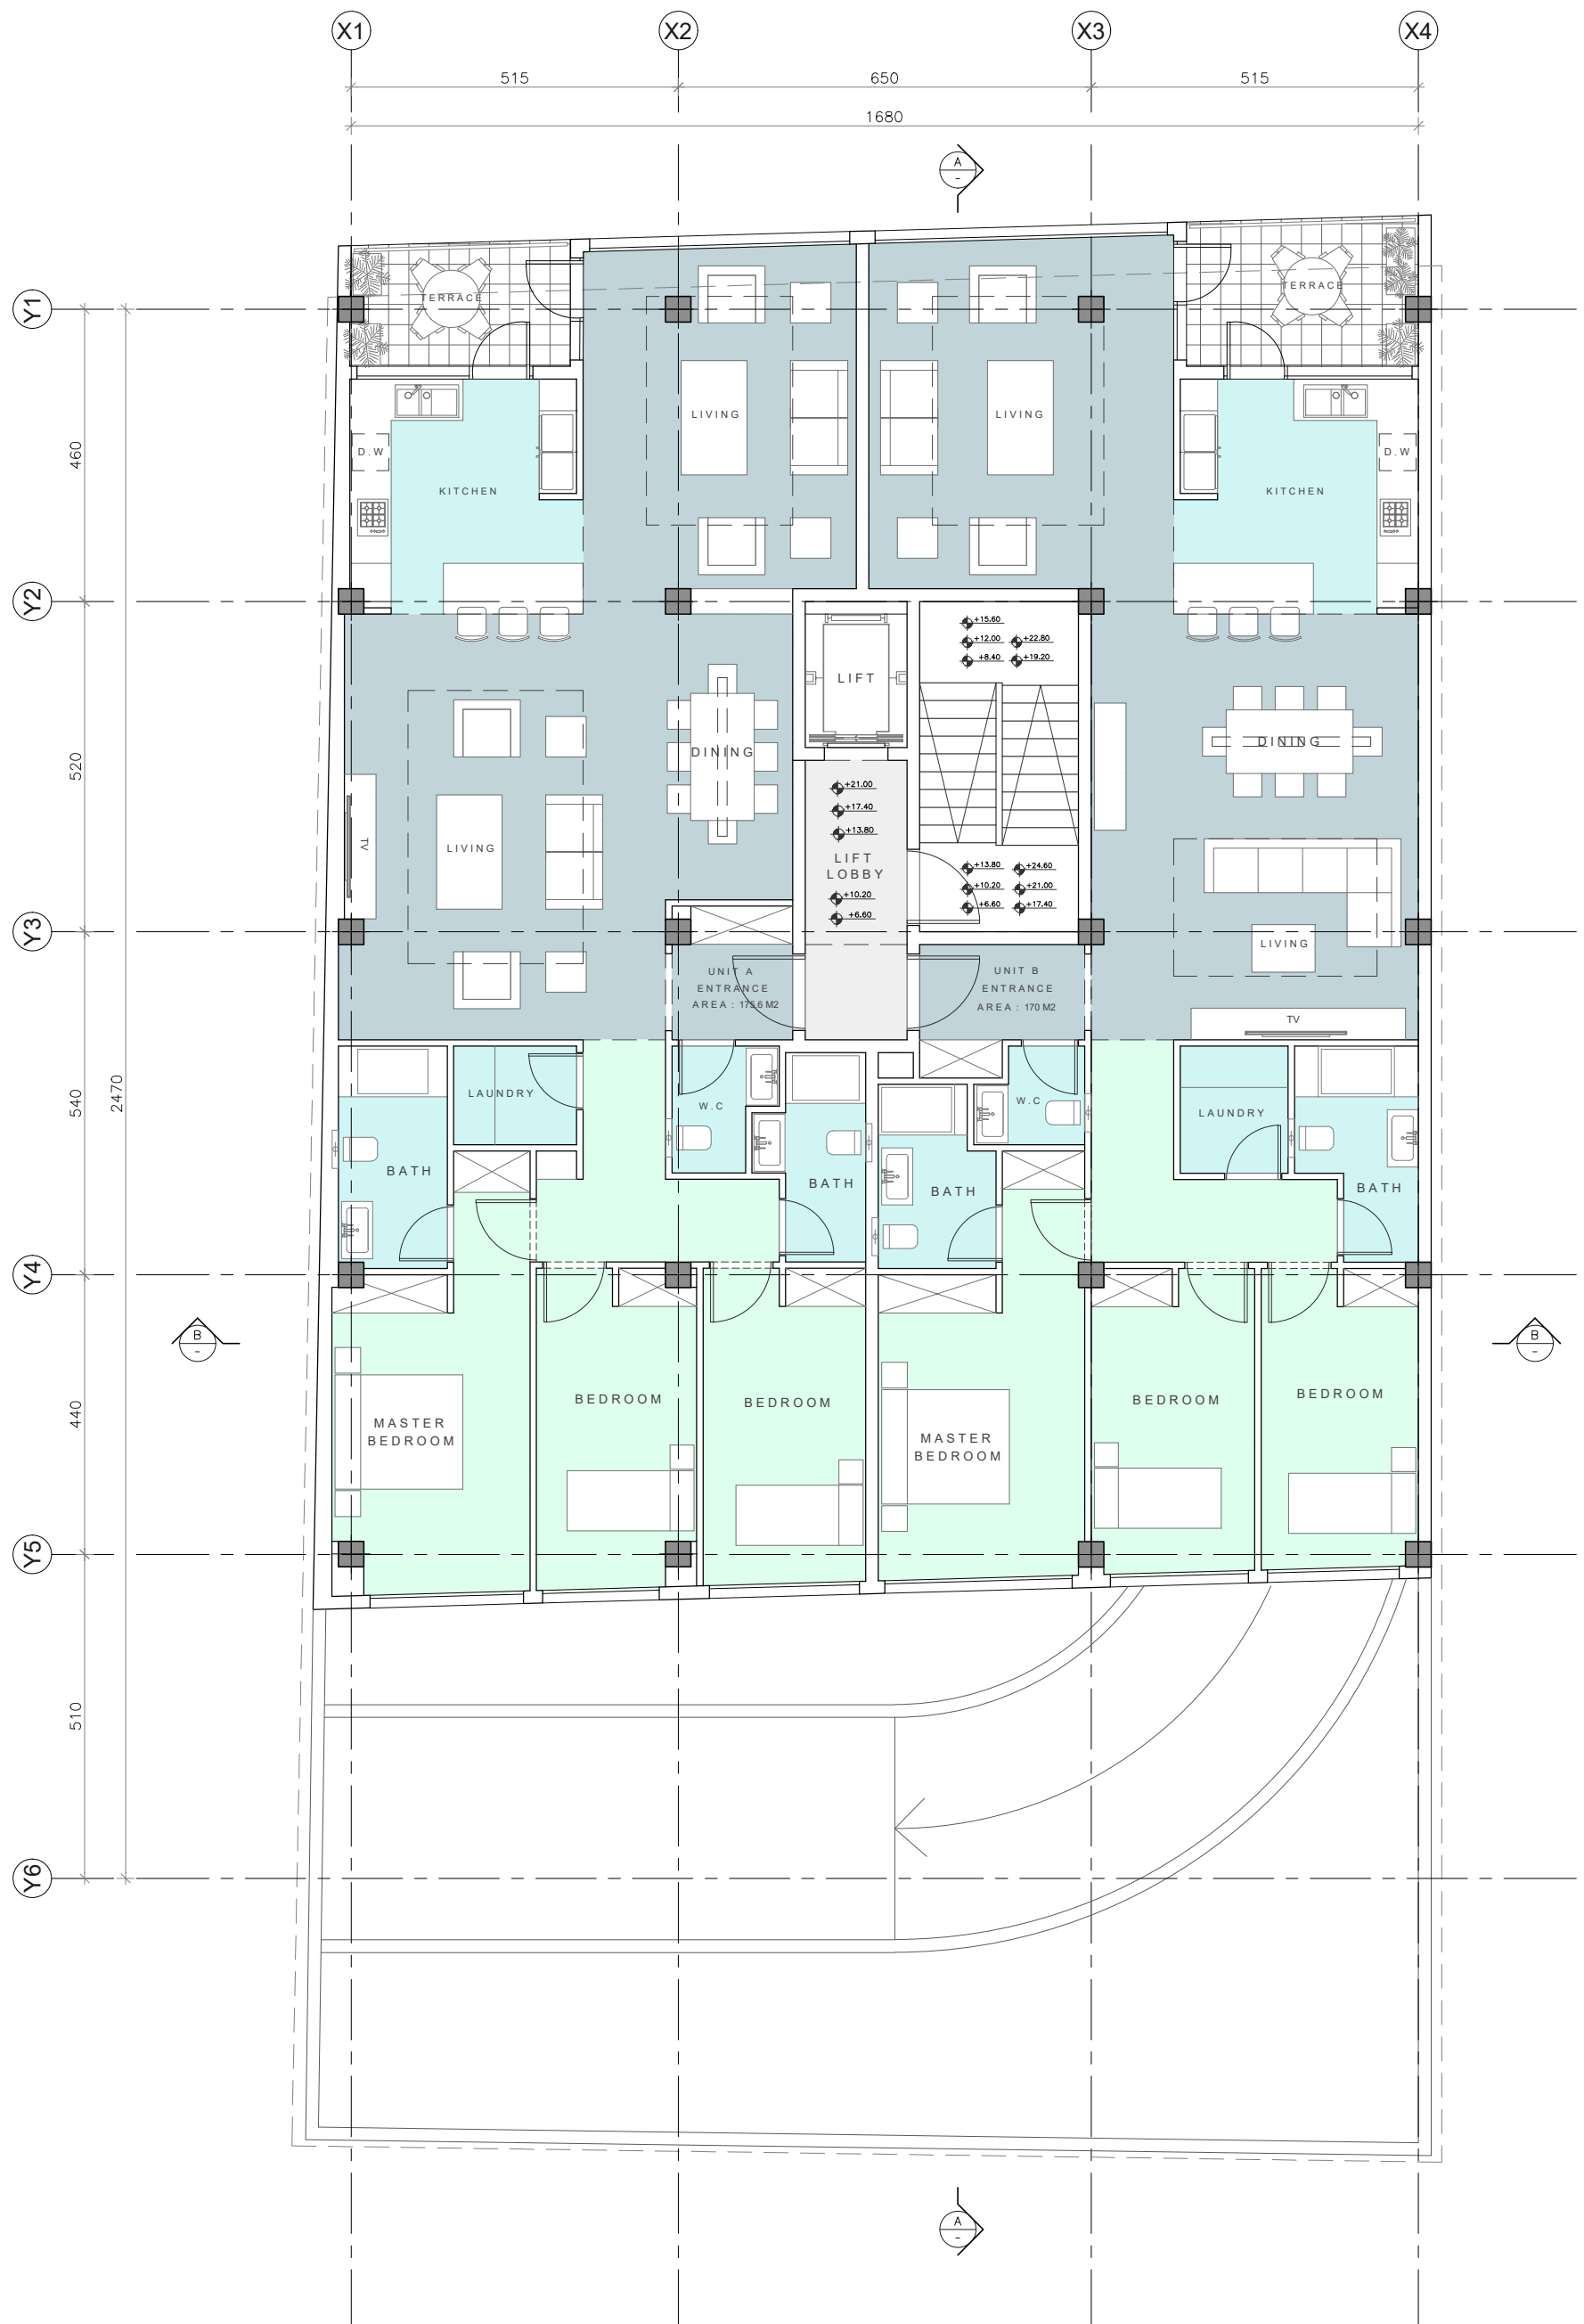 X1 X2 X3 X4
515 650 515
1680
A
-
Y1
TERRACE TERRACE
LIVING LIVING
460
D.W D.W
KITCHEN KITCHEN
Y2
+15.60
+12.00 +22.80
+8.40 +19.20
LIFT
DINING DINING
520
+21.00
+17.40
+13.80
TV LIVING
LIFT
LOBBY
+13.80 +24.60
+10.20 +21.00
+6.60 +17.40
+10.20
+6.60
Y3
LIVING
UNIT A
ENTRANCE
AREA : 175.6 M2
UNIT B
ENTRANCE
AREA : 170 M2
TV
540
2470
LAUNDRY W.C W.C LAUNDRY
BATH BATH BATH BATH
Y4
B
-
B
-
440
MASTER
BEDROOM
BEDROOM
BEDROOM
MASTER
BEDROOM
BEDROOM
BEDROOM
Y5
510
Y6
A
-